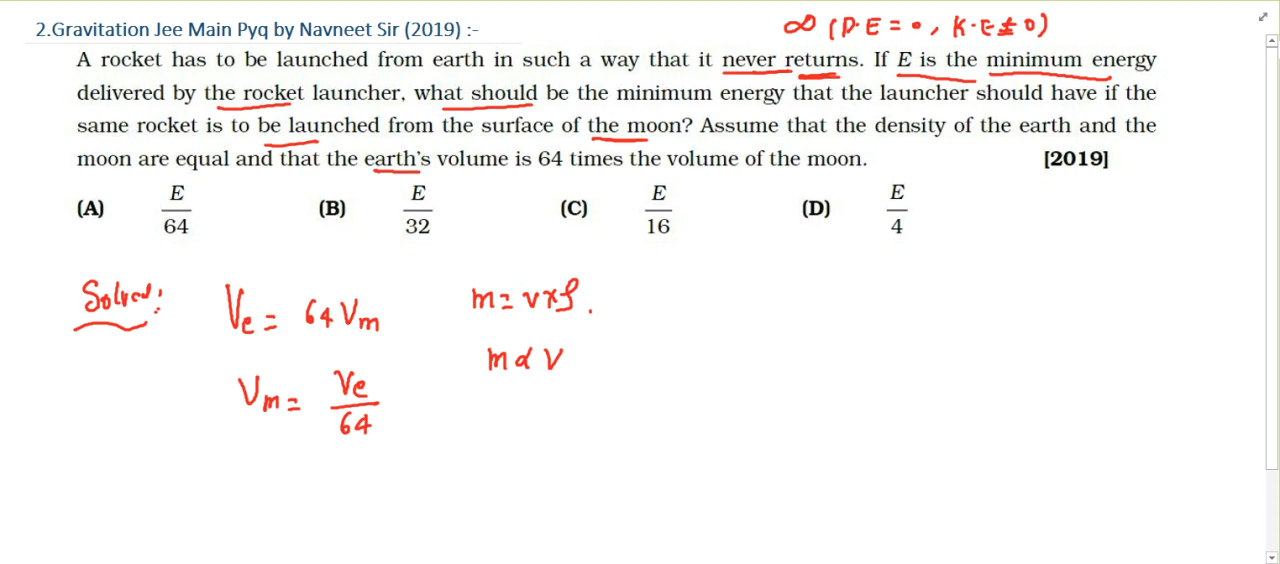 2.Gravitation Jee Main Pyq by Navneet Sir (2019) :-
∞ (P.E = 0, K.E ± 0)
A rocket has to be launched from earth in such a way that it never returns. If E is the minimum energy
delivered by the rocket launcher, what should be the minimum energy that the launcher should have if the
same rocket is to be launched from the surface of the moon? Assume that the density of the earth and the
moon are equal and that the earth's volume is 64 times the volume of the moon. [2019]
(A) E/64 (B) E/32 (C) E/16 (D) E/4
Solved: Ve = 64 Vm m = v×ρ.
m α V
Vm = Ve/64